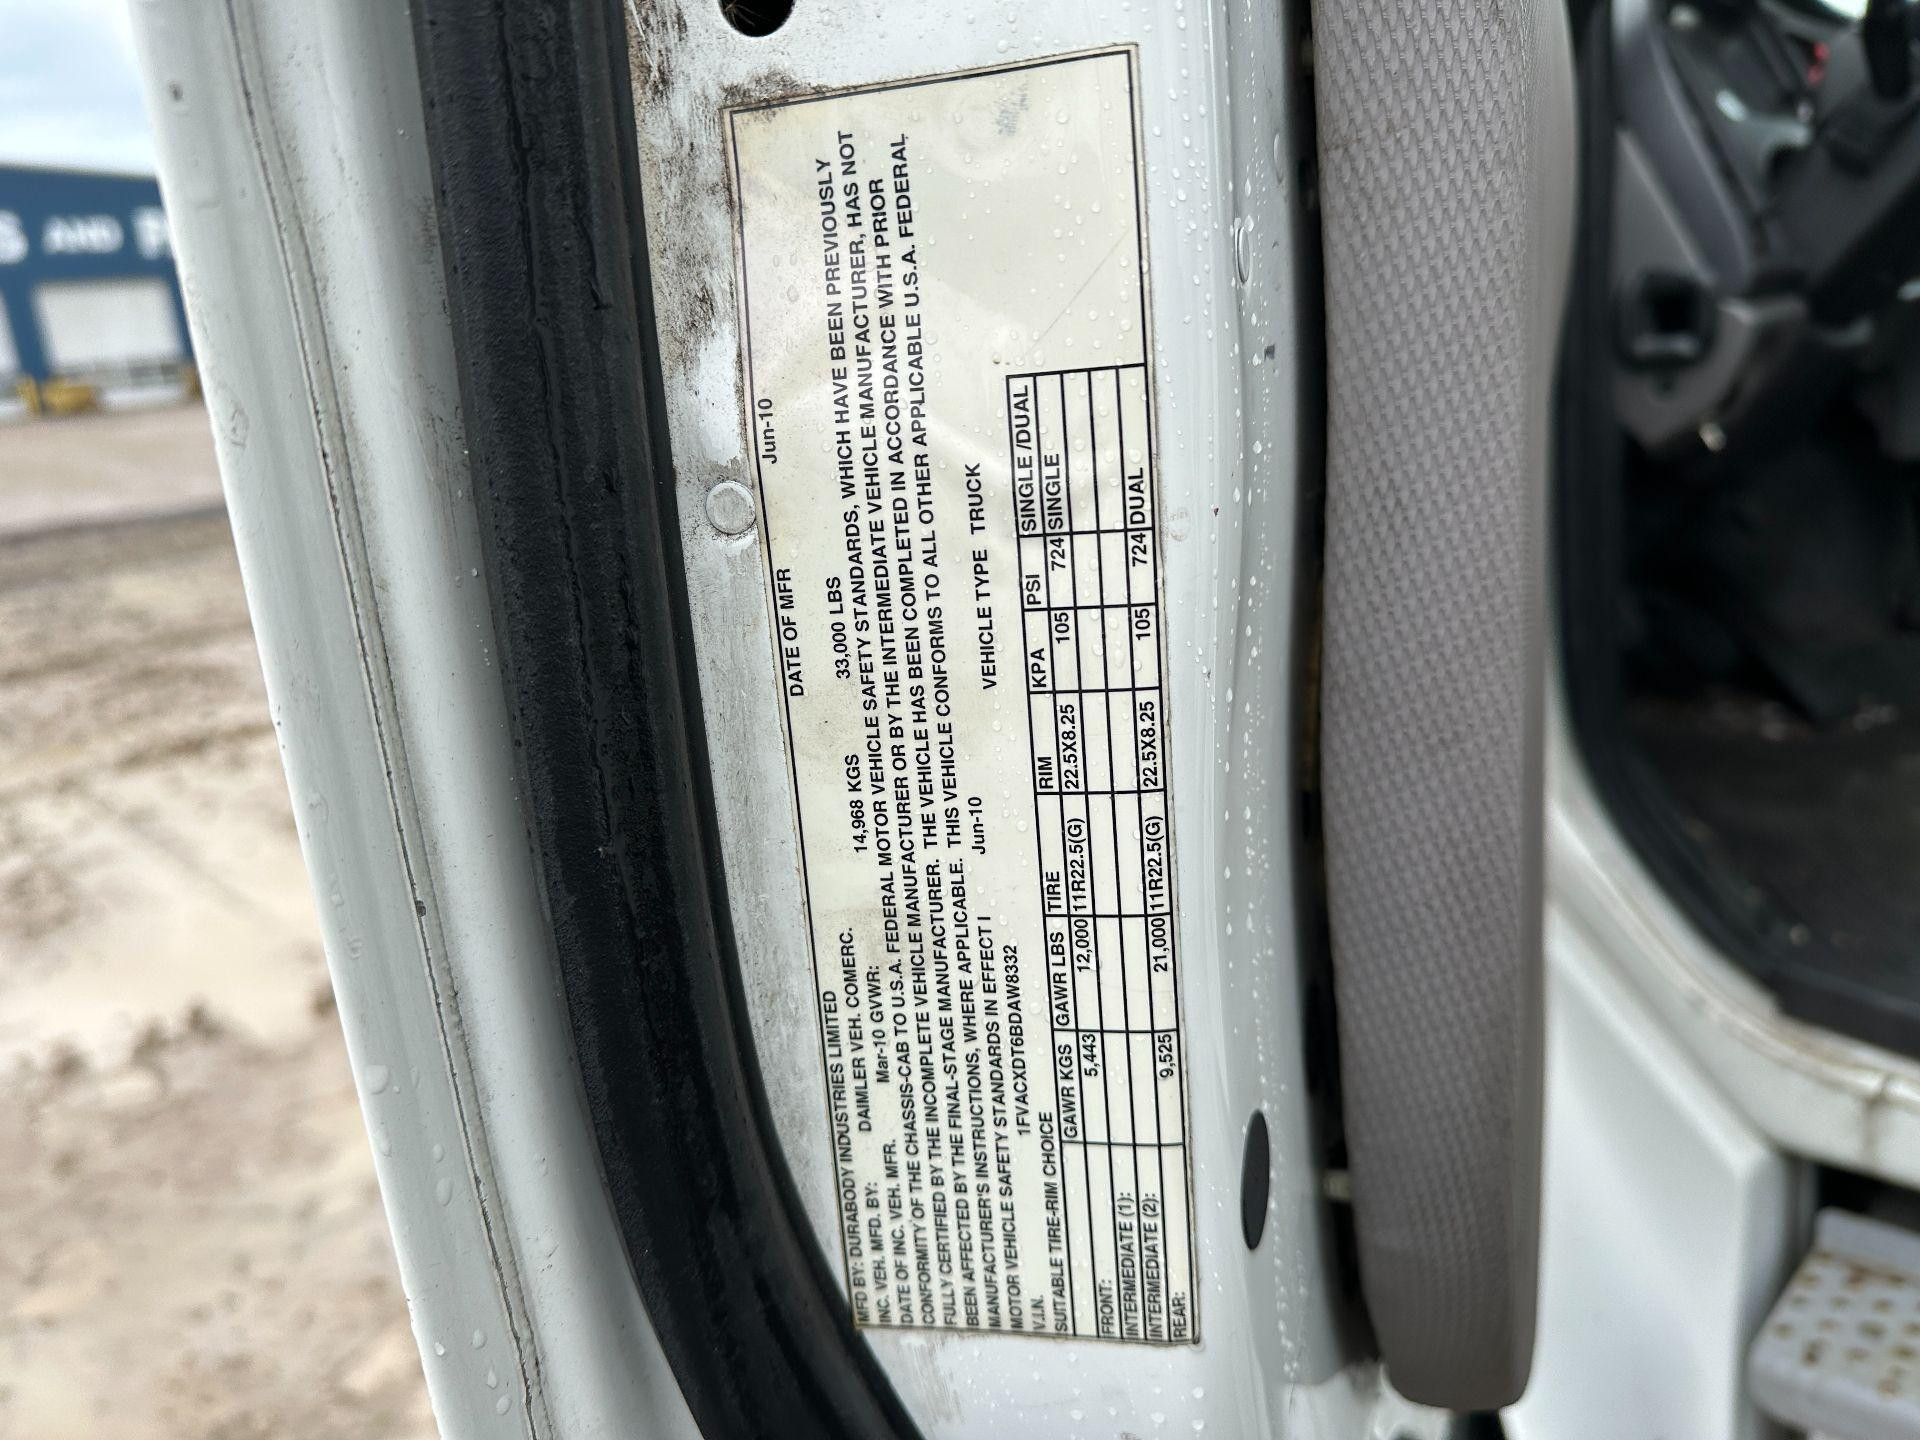 S AND P
MFD BY: DURABODY INDUSTRIES LIMITED DATE OF MFR Jun-10
INC. VEH. MFD. BY: DAIMLER VEH. COMERC.
DATE OF INC. VEH. MFR. Mar-10 GVWR: 14,968 KGS 33,000 LBS
CONFORMITY OF THE CHASSIS-CAB TO U.S.A. FEDERAL MOTOR VEHICLE SAFETY STANDARDS, WHICH HAVE BEEN PREVIOUSLY
FULLY CERTIFIED BY THE INCOMPLETE VEHICLE MANUFACTURER OR BY THE INTERMEDIATE VEHICLE MANUFACTURER, HAS NOT
BEEN AFFECTED BY THE FINAL-STAGE MANUFACTURER. THE VEHICLE HAS BEEN COMPLETED IN ACCORDANCE WITH PRIOR
MANUFACTURER'S INSTRUCTIONS, WHERE APPLICABLE. THIS VEHICLE CONFORMS TO ALL OTHER APPLICABLE U.S.A. FEDERAL
MOTOR VEHICLE SAFETY STANDARDS IN EFFECT I Jun-10
V.I.N. 1FVACXDT6BDAW8332 VEHICLE TYPE TRUCK
SUITABLE TIRE-RIM CHOICE
GAWR KGS GAWR LBS TIRE RIM KPA PSI SINGLE /DUAL
FRONT: 5,443 12,000 11R22.5(G) 22.5X8.25 105 724 SINGLE
INTERMEDIATE (1):
INTERMEDIATE (2):
REAR: 9,525 21,000 11R22.5(G) 22.5X8.25 105 724 DUAL